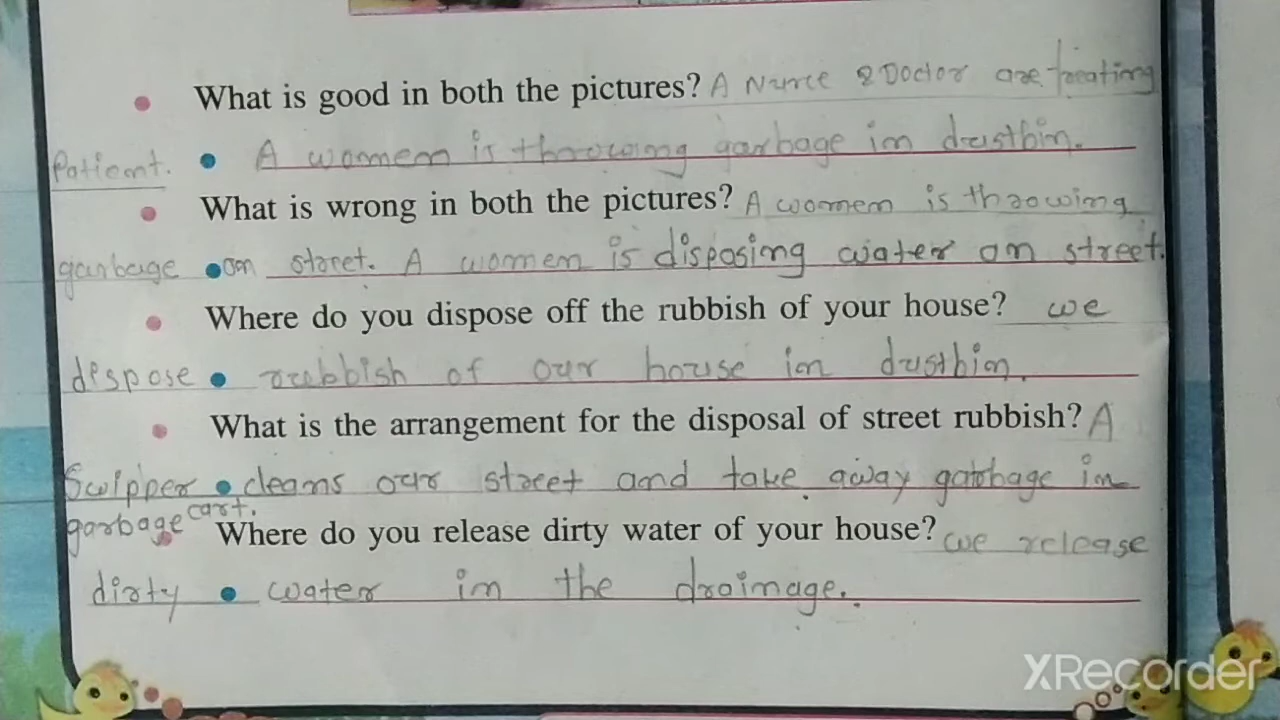 What is good in both the pictures? A Nurce & Doctor are treating
Patient. A women is throwing garbage in dustbin.
What is wrong in both the pictures? A women is throwing
garbage on street. A women is disposing water on street.
Where do you dispose off the rubbish of your house? we
dispose rubbish of our house in dustbin.
What is the arrangement for the disposal of street rubbish? A
Swipper cleans our street and take away garbage in
garbage cart.
Where do you release dirty water of your house? we release
dirty water in the drainage.
XRecorder